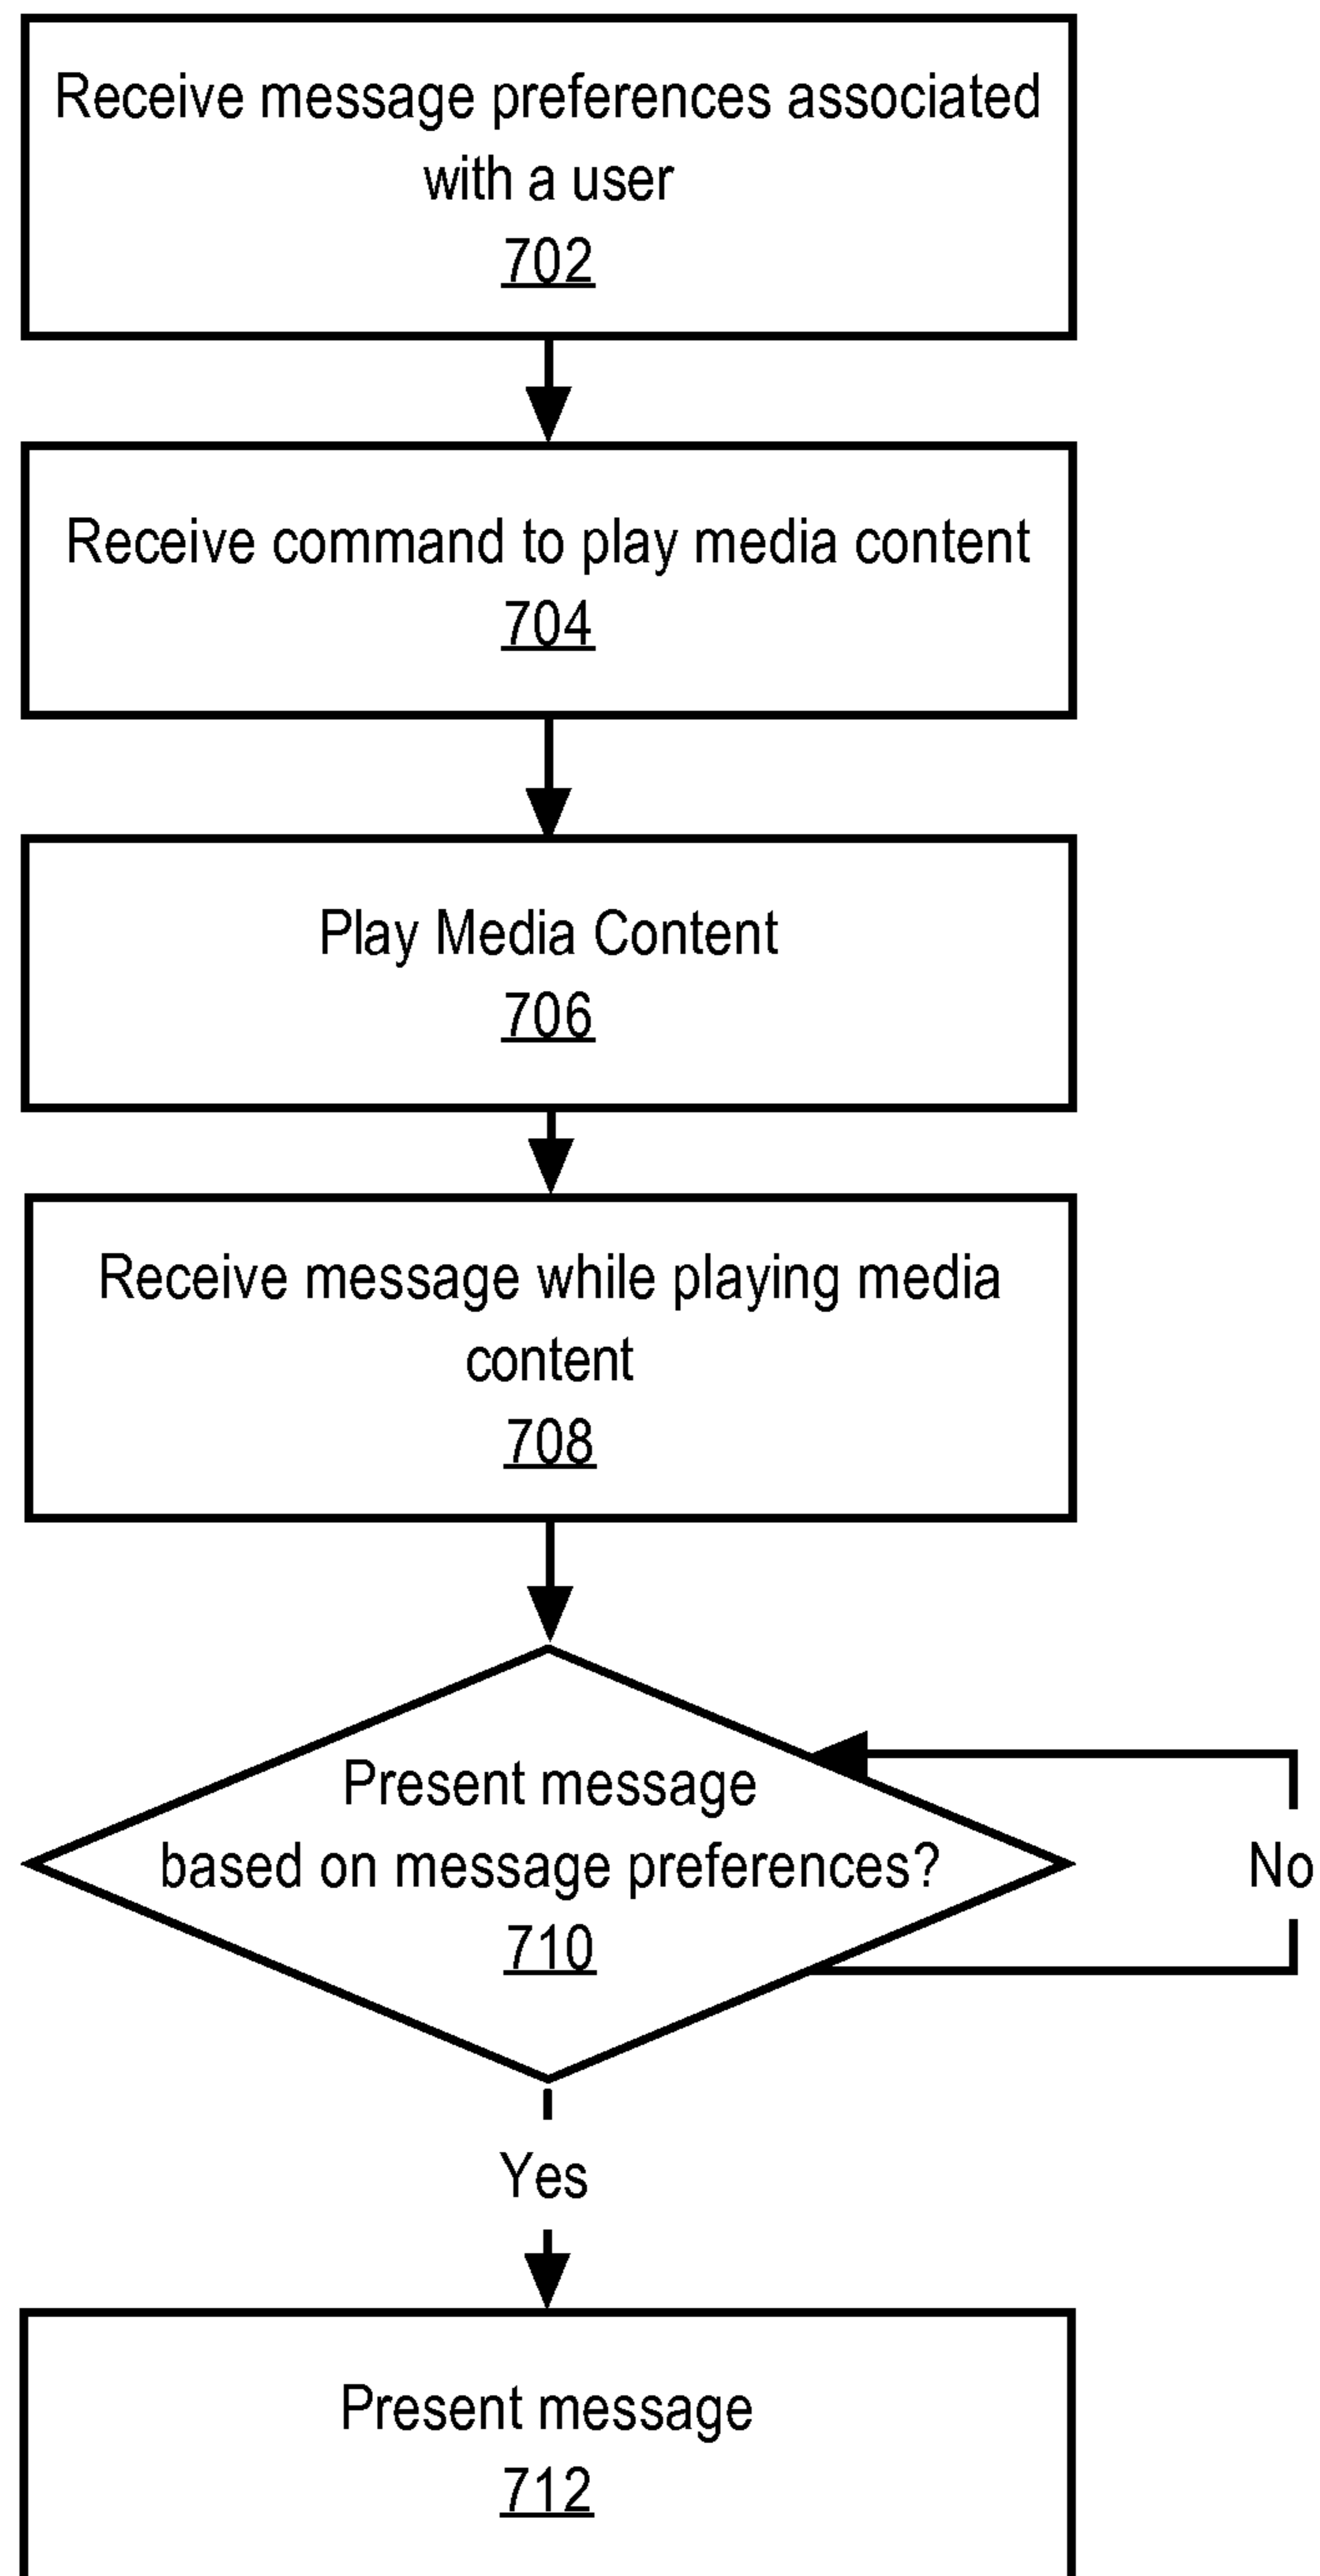 Receive message preferences associated
with a user
702
Receive command to play media content
704
Play Media Content
706
Receive message while playing media
content
708
Present message
based on message preferences?
710
No
Yes
Present message
712